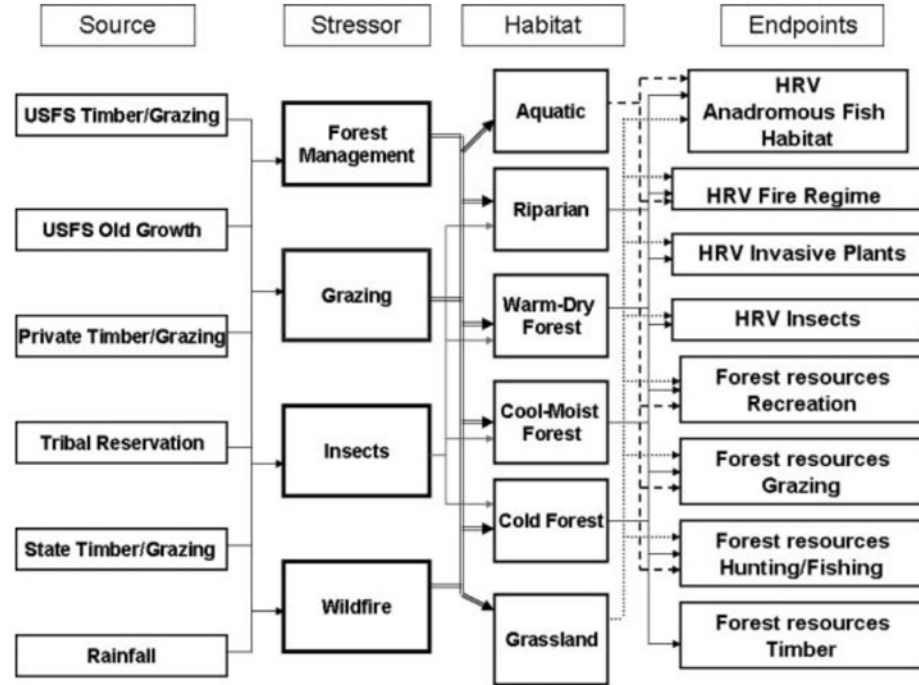 Source
Stressor
Habitat
Endpoints
USFS Timber/Grazing
USFS Old Growth
Private Timber/Grazing
Tribal Reservation
State Timber/Grazing
Rainfall
Forest
Management
Grazing
Insects
Wildfire
Aquatic
Riparian
Warm-Dry
Forest
Cool-Moist
Forest
Cold Forest
Grassland
HRV
Anadromous Fish
Habitat
HRV Fire Regime
HRV Invasive Plants
HRV Insects
Forest resources
Recreation
Forest resources
Grazing
Forest resources
Hunting/Fishing
Forest resources
Timber